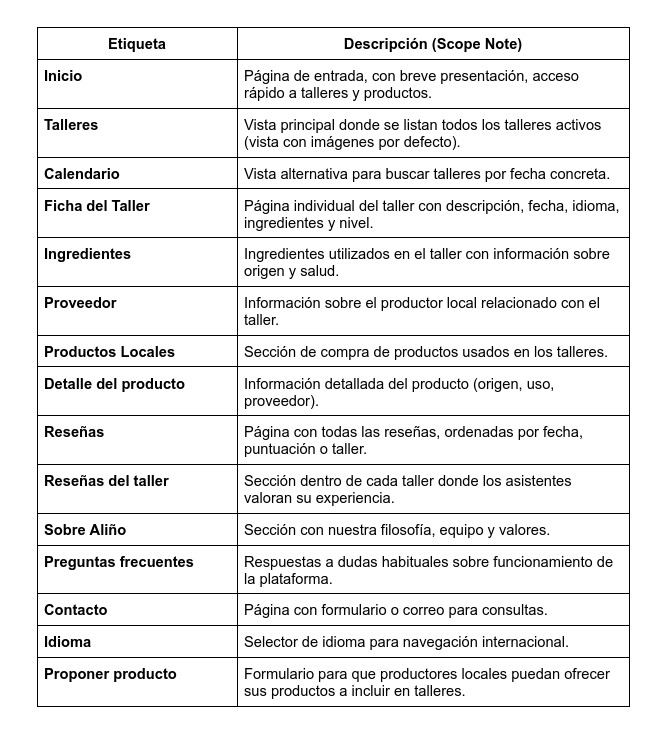 Etiqueta Descripción (Scope Note)
Inicio Página de entrada, con breve presentación, acceso
rápido a talleres y productos.
Talleres Vista principal donde se listan todos los talleres activos
(vista con imágenes por defecto).
Calendario Vista alternativa para buscar talleres por fecha concreta.
Ficha del Taller Página individual del taller con descripción, fecha, idioma,
ingredientes y nivel.
Ingredientes Ingredientes utilizados en el taller con información sobre
origen y salud.
Proveedor Información sobre el productor local relacionado con el
taller.
Productos Locales Sección de compra de productos usados en los talleres.
Detalle del producto Información detallada del producto (origen, uso,
proveedor).
Reseñas Página con todas las reseñas, ordenadas por fecha,
puntuación o taller.
Reseñas del taller Sección dentro de cada taller donde los asistentes
valoran su experiencia.
Sobre Aliño Sección con nuestra filosofía, equipo y valores.
Preguntas frecuentes Respuestas a dudas habituales sobre funcionamiento de
la plataforma.
Contacto Página con formulario o correo para consultas.
Idioma Selector de idioma para navegación internacional.
Proponer producto Formulario para que productores locales puedan ofrecer
sus productos a incluir en talleres.